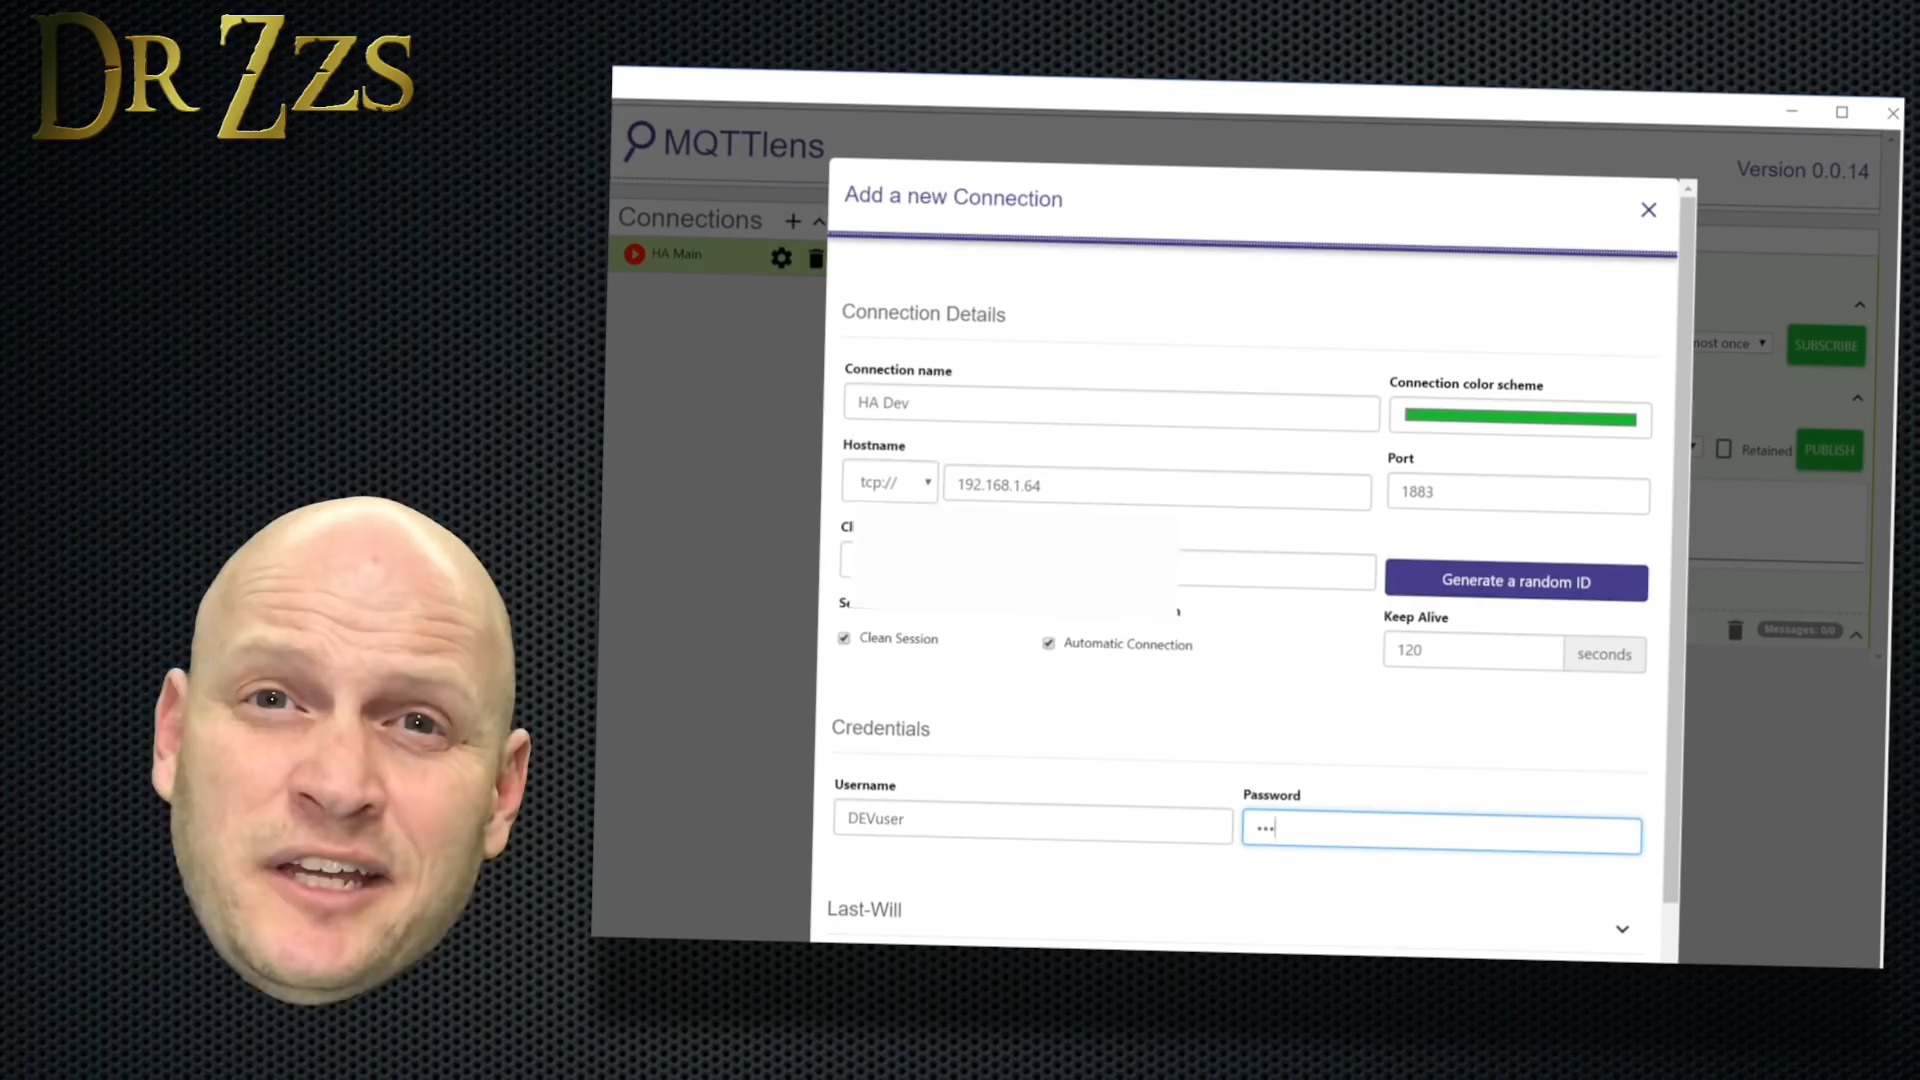 DR ZZS
MQTTlens
Version 0.0.14
Connections +
HA Main
Add a new Connection
Connection Details
Connection name
HA Dev
Connection color scheme
Hostname
tcp://
192.168.1.64
Port
1883
Generate a random ID
Clean Session
Automatic Connection
Keep Alive
120
seconds
Credentials
Username
DEVuser
Password
•••
Last-Will
most once
SUBSCRIBE
Retained
PUBLISH
Messages: 0/0